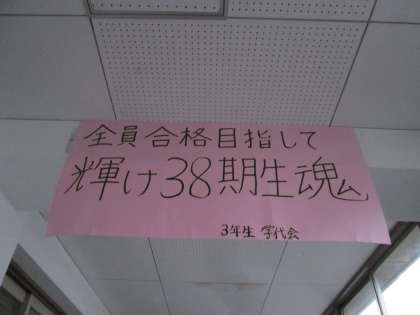 全員合格目指して
輝け38期生魂
3年生 学代会